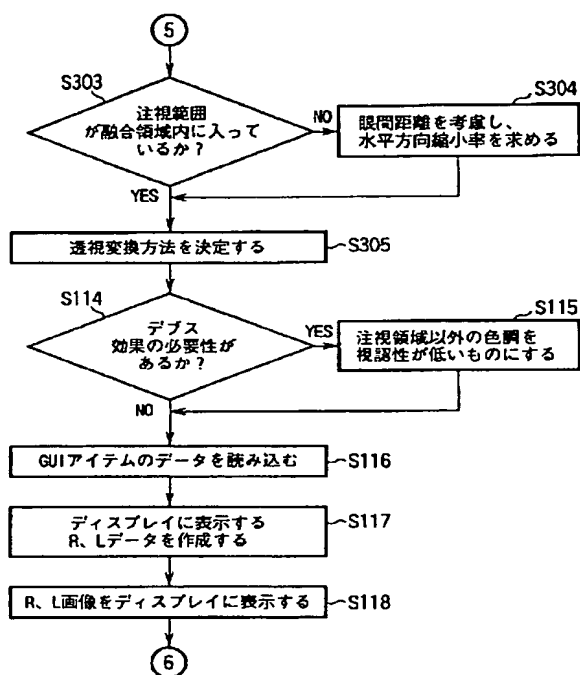 5
S303
注視範囲
が融合領域内に入って
いるか?
NO
S304
眼間距離を考慮し、
水平方向縮小率を求める
YES
透視変換方法を決定する
S305
S114
デプス
効果の必要性が
あるか?
YES
S115
注視領域以外の色調を
視認性が低いものにする
NO
GUIアイテムのデータを読み込む
S116
ディスプレイに表示する
R、Lデータを作成する
S117
R、L画像をディスプレイに表示する
S118
6